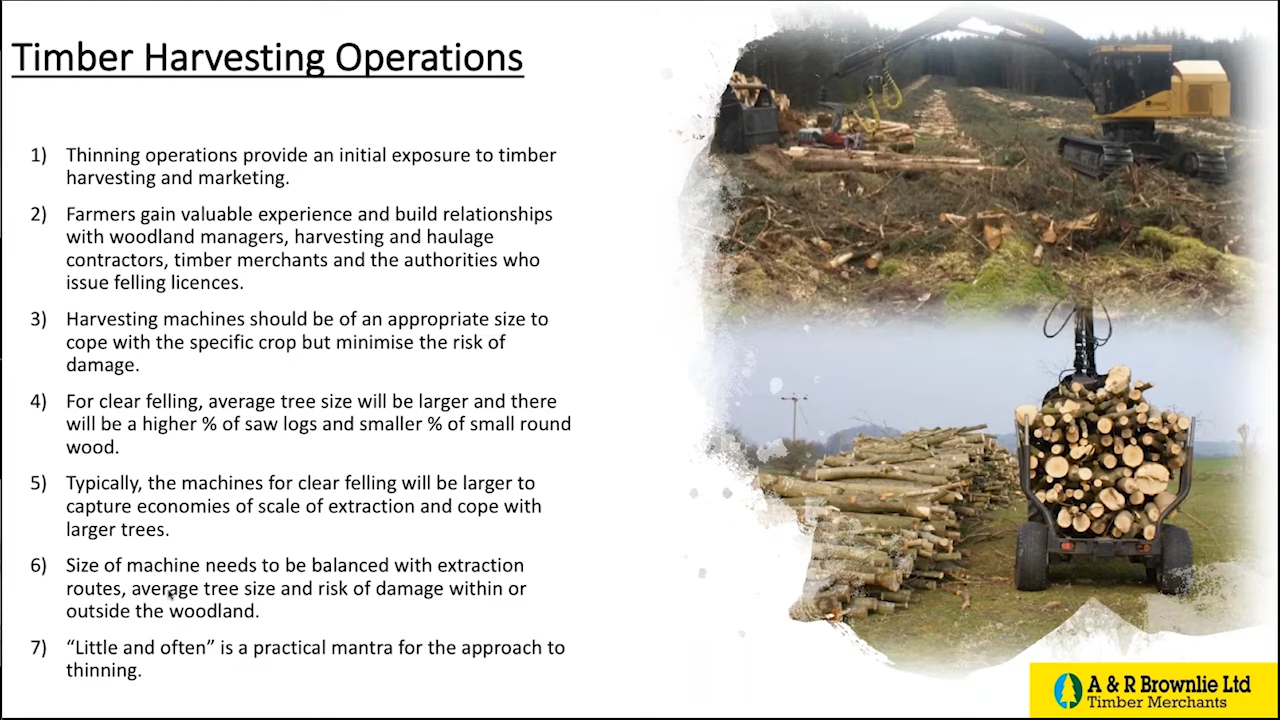 Timber Harvesting Operations
1) Thinning operations provide an initial exposure to timber
harvesting and marketing.
2) Farmers gain valuable experience and build relationships
with woodland managers, harvesting and haulage
contractors, timber merchants and the authorities who
issue felling licences.
3) Harvesting machines should be of an appropriate size to
cope with the specific crop but minimise the risk of
damage.
4) For clear felling, average tree size will be larger and there
will be a higher % of saw logs and smaller % of small round
wood.
5) Typically, the machines for clear felling will be larger to
capture economies of scale of extraction and cope with
larger trees.
6) Size of machine needs to be balanced with extraction
routes, average tree size and risk of damage within or
outside the woodland.
7) “Little and often” is a practical mantra for the approach to
thinning.
A & R Brownlie Ltd
Timber Merchants